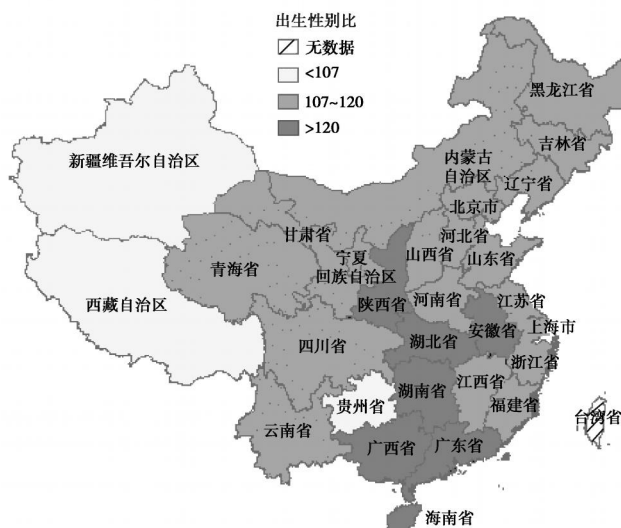 出生性别比
无数据
<107
107~120
>120
黑龙江省
吉林省
辽宁省
内蒙古
自治区
北京市
新疆维吾尔自治区
甘肃省
宁夏
回族自治区
河北省
山西省
山东省
青海省
西藏自治区
陕西省
河南省
江苏省
安徽省
上海市
四川省
湖北省
浙江省
湖南省
江西省
贵州省
福建省
台湾省
云南省
广西省
广东省
海南省